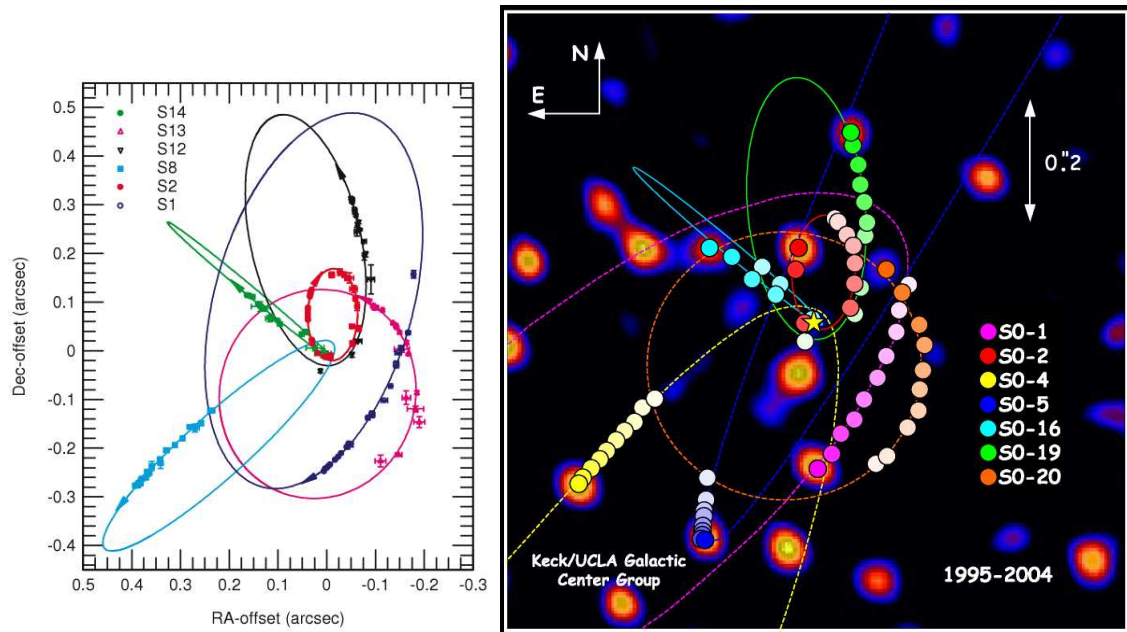 S14
S13
S12
S8
S2
S1
0.5
0.4
0.3
0.2
0.1
0
-0.1
-0.2
-0.3
-0.4
0.5 0.4 0.3 0.2 0.1 0 -0.1 -0.2 -0.3
Dec-offset (arcsec)
RA-offset (arcsec)
N
E
0."2
S0-1
S0-2
S0-4
S0-5
S0-16
S0-19
S0-20
Keck/UCLA Galactic
Center Group
1995-2004